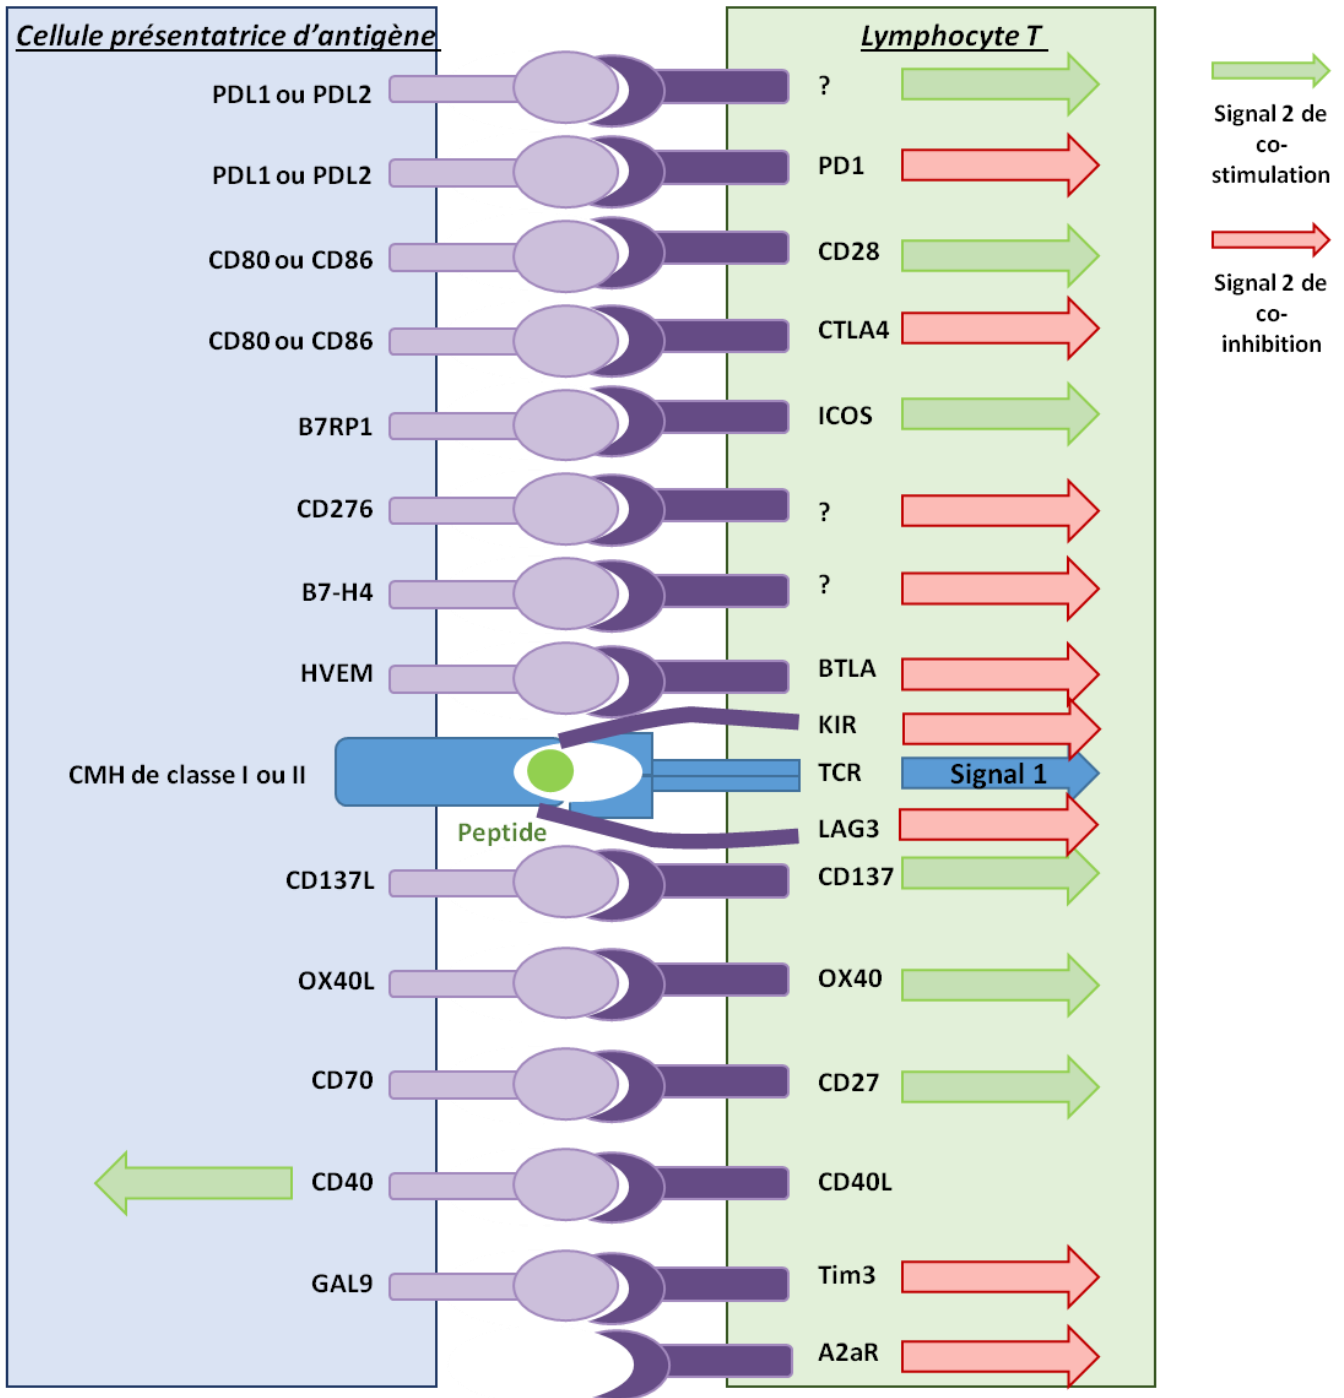 Cellule présentatrice d'antigène
Lymphocyte T
PDL1 ou PDL2
?
PDL1 ou PDL2
PD1
CD80 ou CD86
CD28
CD80 ou CD86
CTLA4
B7RP1
ICOS
CD276
?
B7-H4
?
HVEM
BTLA
KIR
CMH de classe I ou II
TCR
Signal 1
Peptide
LAG3
CD137L
CD137
OX40L
OX40
CD70
CD27
CD40
CD40L
GAL9
Tim3
A2aR
Signal 2 de
co-
stimulation
Signal 2 de
co-
inhibition